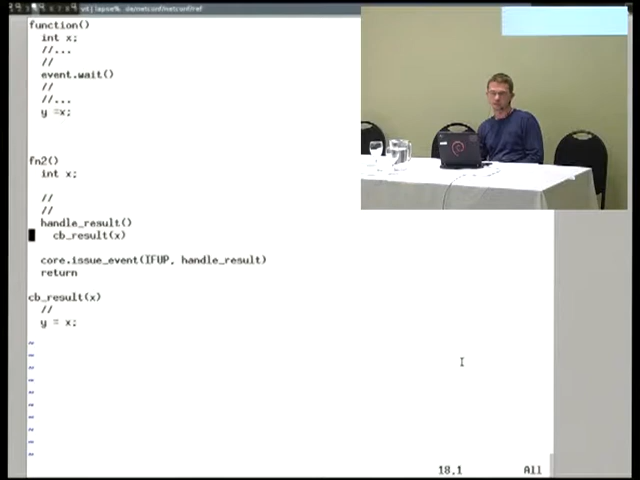 function()
int x;
//...
//
event.wait()
//
//...
y =x;
fn2()
int x;
//
//
handle_result()
cb_result(x)
core.issue_event(IFUP, handle_result)
return
cb_result(x)
//
y = x;
~
~
~
~
~
~
~
~
~
~
18,1 All